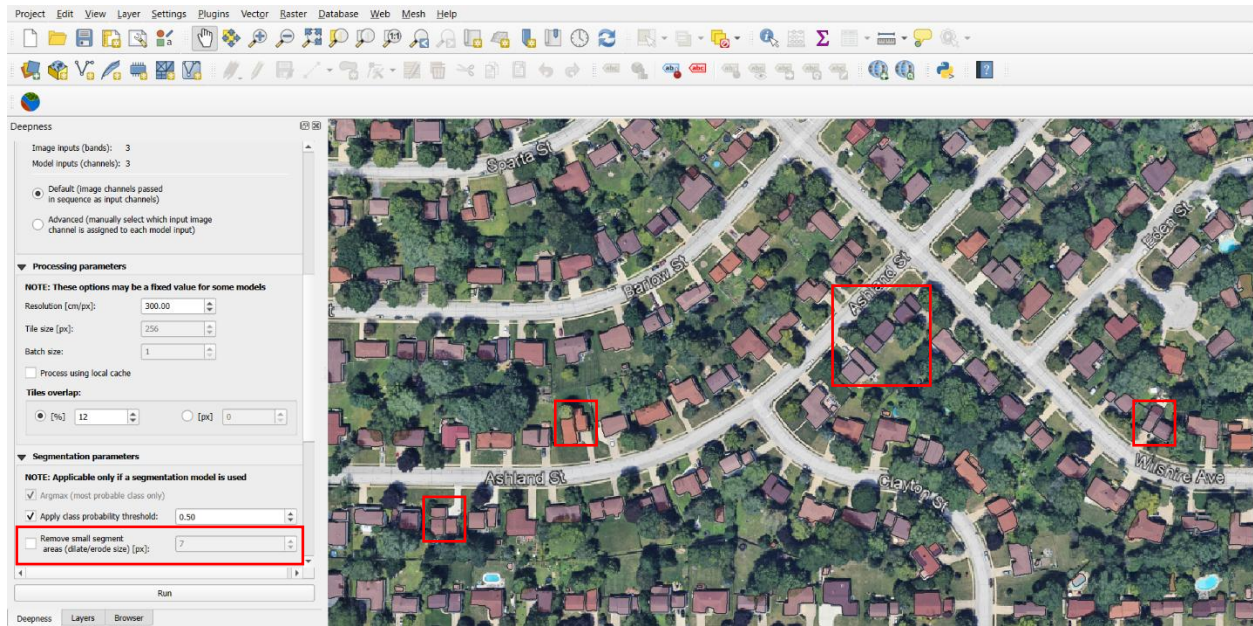 Project Edit View Layer Settings Plugins Vector Raster Database Web Mesh Help
Deepness
Image inputs (bands): 3
Model inputs (channels): 3
Default (image channels passed
in sequence as input channels)
Advanced (manually select which input image
channel is assigned to each model input)
Processing parameters
NOTE: These options may be a fixed value for some models
Resolution [cm/px]: 300.00
Tile size [px]: 256
Batch size: 1
Process using local cache
Tiles overlap:
[%] 12 [px] 0
Segmentation parameters
NOTE: Applicable only if a segmentation model is used
Argmax (most probable class only)
Apply class probability threshold: 0.50
Remove small segment
areas (dilate/erode size) [px]: 7
Run
Deepness Layers Browser
Sparta St
Barlow St
Ashland St
Eden St
Ashland St
Clayton St
Wilshire Ave